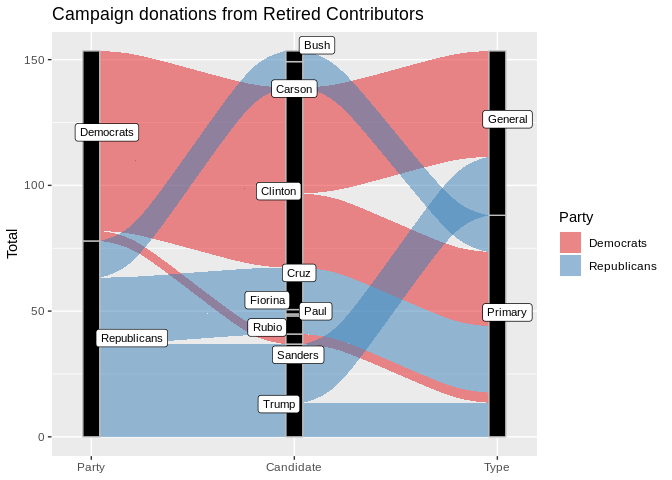 Campaign donations from Retired Contributors
Total
150
100
50
0
Democrats
Republicans
Bush
Carson
Clinton
Cruz
Fiorina
Paul
Rubio
Sanders
Trump
General
Primary
Party
Candidate
Type
Party
Democrats
Republicans